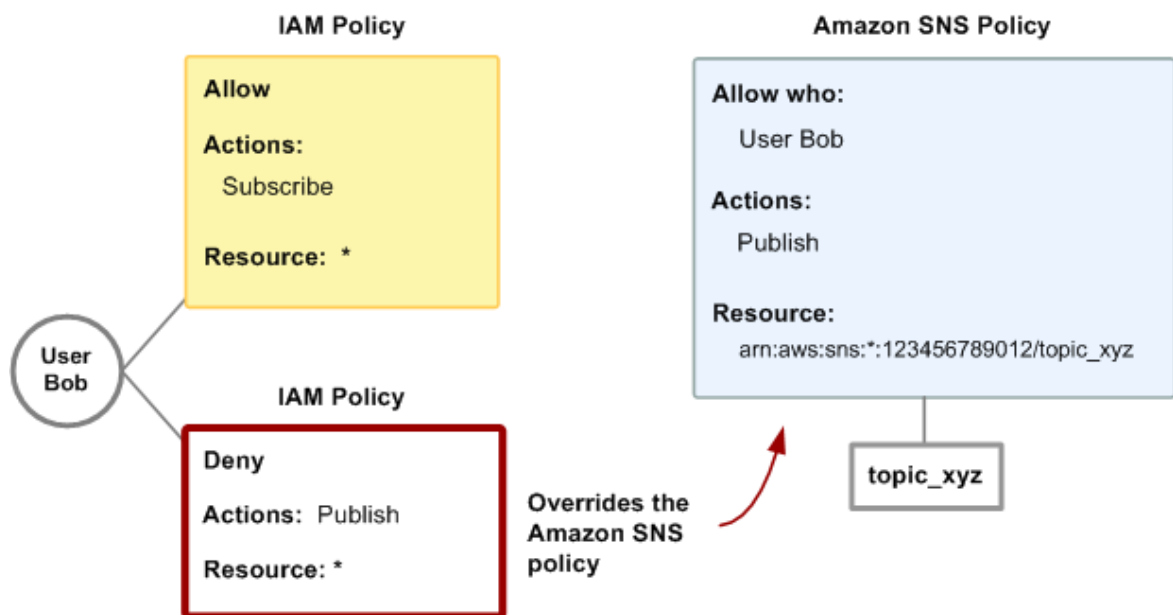 IAM Policy
Allow
Actions:
Subscribe
Resource: *
User
Bob
IAM Policy
Deny
Actions: Publish
Resource: *
Overrides the
Amazon SNS
policy
Amazon SNS Policy
Allow who:
User Bob
Actions:
Publish
Resource:
arn:aws:sns:*:123456789012/topic_xyz
topic_xyz